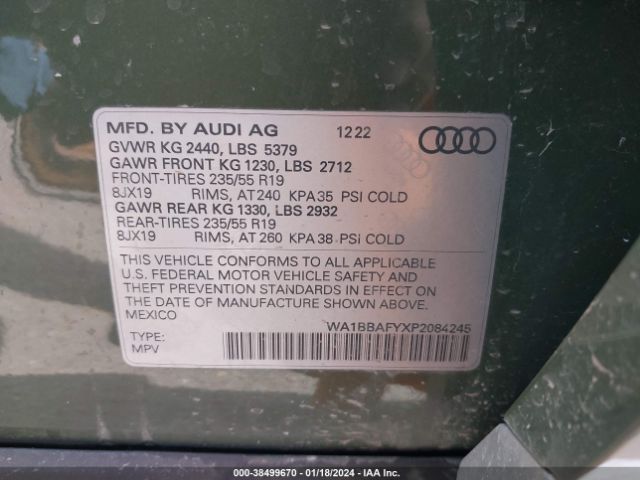 MFD. BY AUDI AG 12 22
GVWR KG 2440, LBS 5379
GAWR FRONT KG 1230, LBS 2712
FRONT-TIRES 235/55 R19
8JX19 RIMS, AT 240 KPA 35 PSI COLD
GAWR REAR KG 1330, LBS 2932
REAR-TIRES 235/55 R19
8JX19 RIMS, AT 260 KPA 38 PSI COLD
THIS VEHICLE CONFORMS TO ALL APPLICABLE
U.S. FEDERAL MOTOR VEHICLE SAFETY AND
THEFT PREVENTION STANDARDS IN EFFECT ON
THE DATE OF MANUFACTURE SHOWN ABOVE.
MEXICO
WA1BBAFYXP2084245
TYPE:
MPV
000-38499670 - 01/18/2024 - IAA Inc.